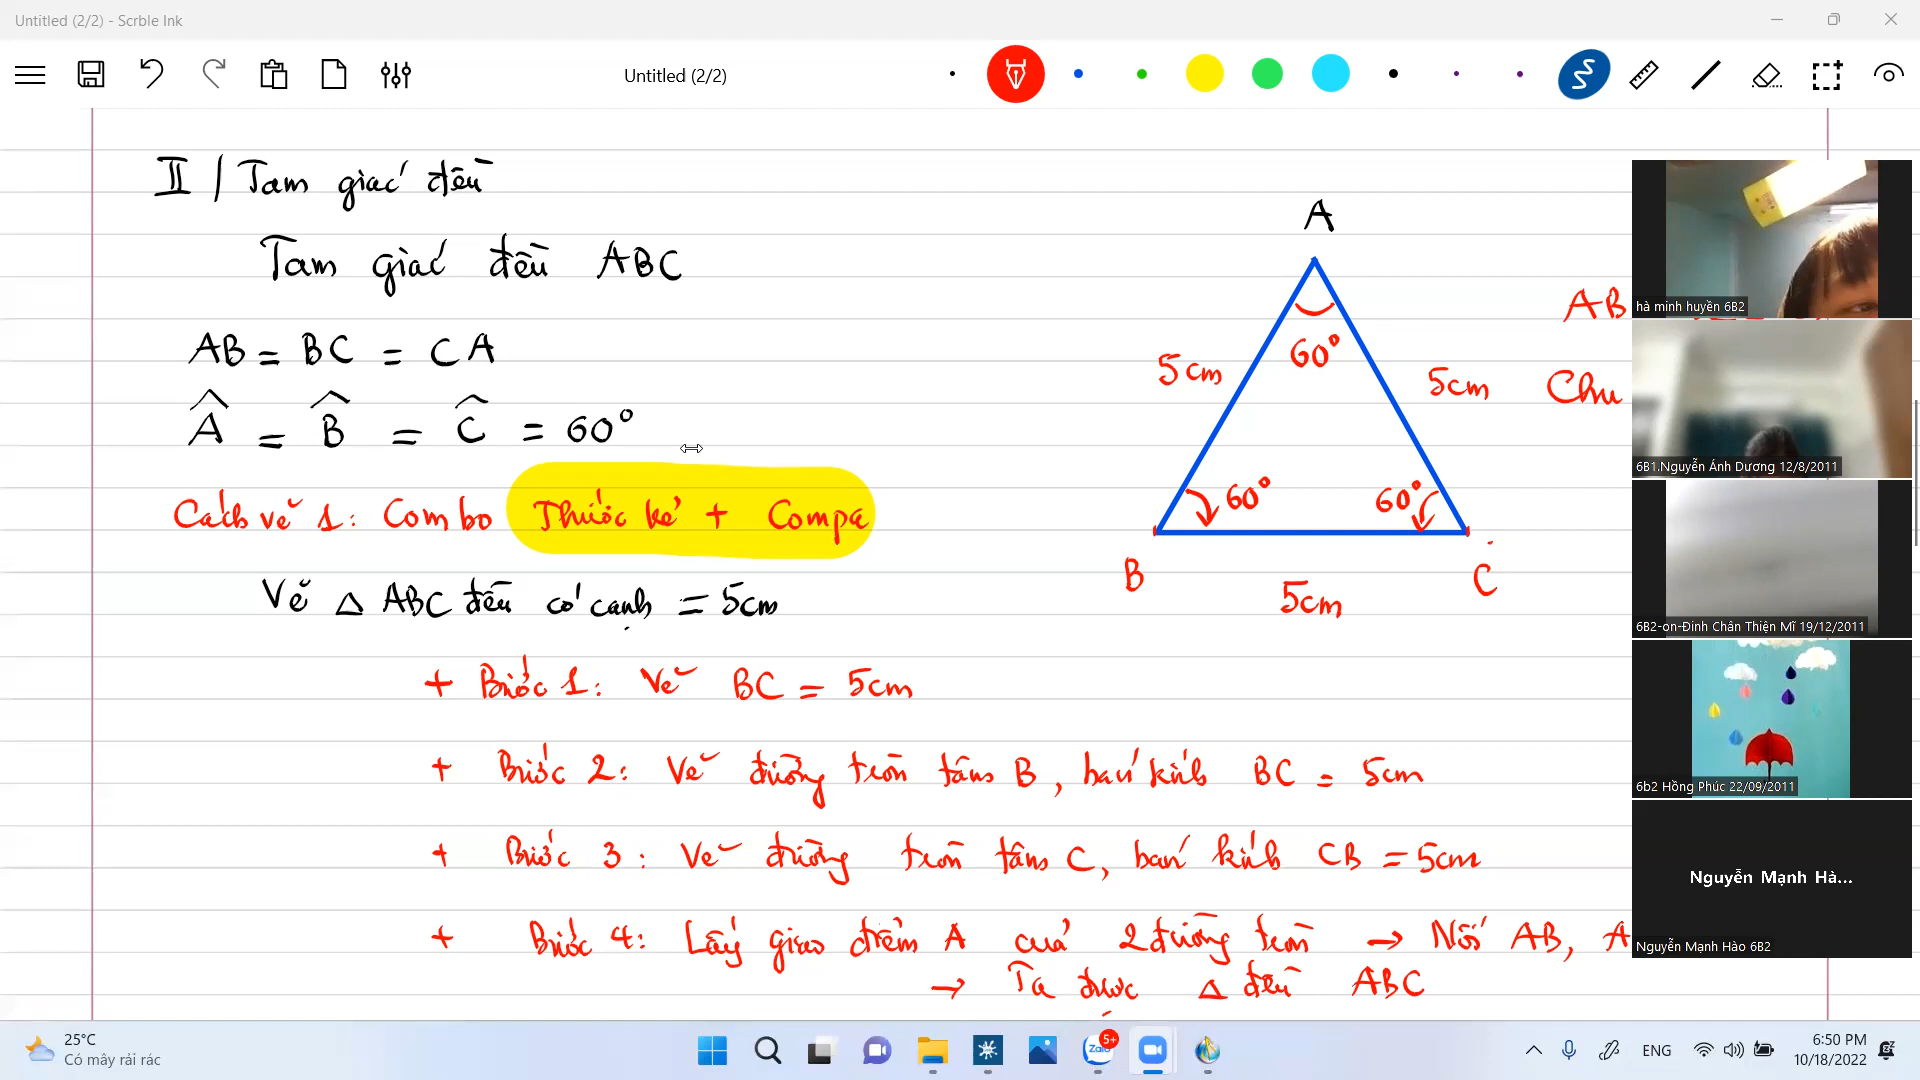 Untitled (2/2) - Scrble Ink
Untitled (2/2)
II / Tam giác đều
Tam giác đều ABC
AB = BC = CA
Â = B̂ = Ĉ = 60°
Cách vẽ 1: Combo Thước kẻ + Compa
Vẽ △ ABC đều có cạnh = 5cm
+ Bước 1: Vẽ BC = 5cm
+ Bước 2: Vẽ đường tròn tâm B, bán kính BC = 5cm
+ Bước 3: Vẽ đường tròn tâm C, bán kính CB = 5cm
+ Bước 4: Lấy giao điểm A của 2 đường tròn → Nối AB, A
→ Ta được △ đều ABC
A
60°
5cm
5cm
60°
60°
B
5cm
C
AB
Chu
hà minh huyền 6B2
6B1.Nguyễn Ánh Dương 12/8/2011
6B2-on-Đinh Chân Thiện Mĩ 19/12/2011
6b2 Hồng Phúc 22/09/2011
Nguyễn Mạnh Hà...
Nguyễn Mạnh Hào 6B2
25°C
Có mây rải rác
Zalo
5+
ENG
6:50 PM
10/18/2022